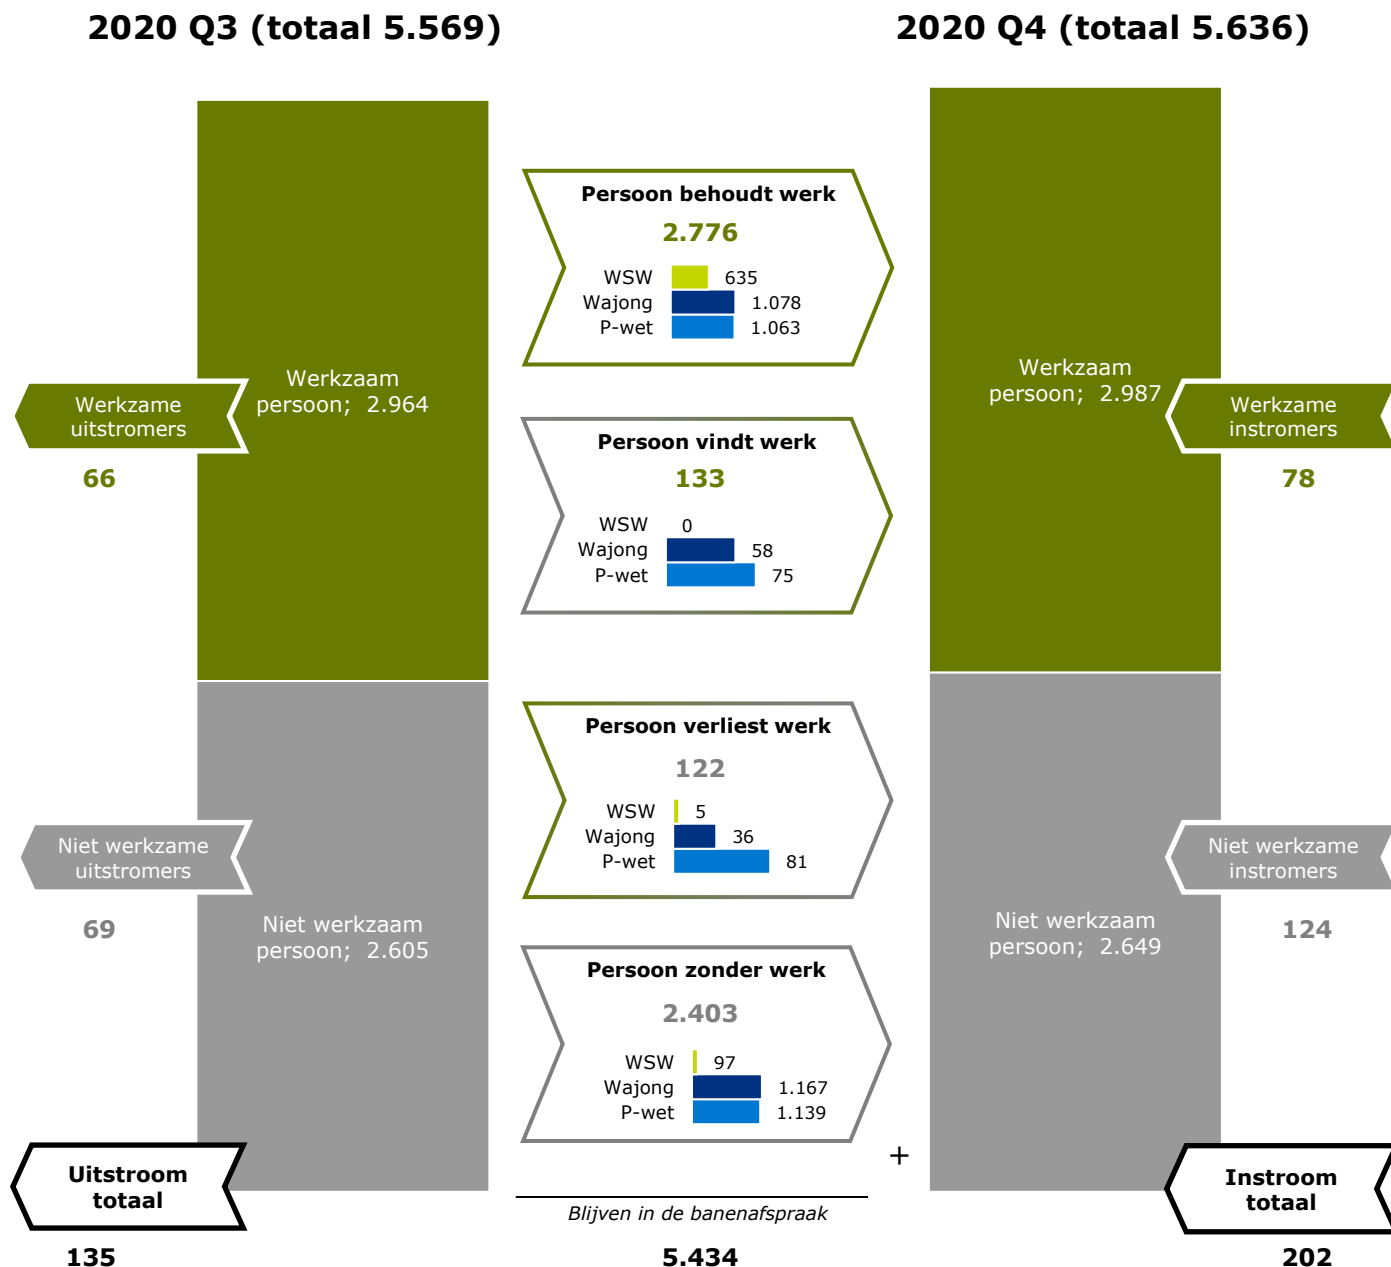 2020 Q3 (totaal 5.569)
2020 Q4 (totaal 5.636)
Werkzaam
persoon;  2.964
Werkzame
uitstromers
66
Niet werkzame
uitstromers
69
Niet werkzaam
persoon;  2.605
Uitstroom
totaal
135
Persoon behoudt werk
2.776
WSW 635
Wajong 1.078
P-wet 1.063
Persoon vindt werk
133
WSW 0
Wajong 58
P-wet 75
Persoon verliest werk
122
WSW 5
Wajong 36
P-wet 81
Persoon zonder werk
2.403
WSW 97
Wajong 1.167
P-wet 1.139
+
Blijven in de banenafspraak
5.434
Werkzaam
persoon;  2.987
Werkzame
instromers
78
Niet werkzame
instromers
124
Niet werkzaam
persoon;  2.649
Instroom
totaal
202